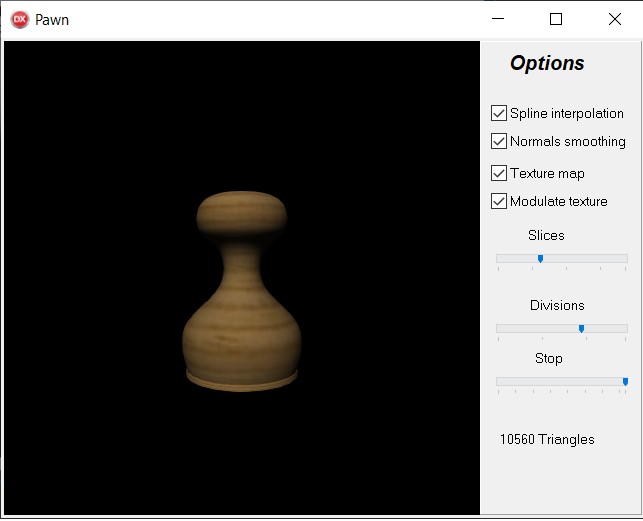 DX Pawn
Options
Spline interpolation
Normals smoothing
Texture map
Modulate texture
Slices
Divisions
Stop
10560 Triangles